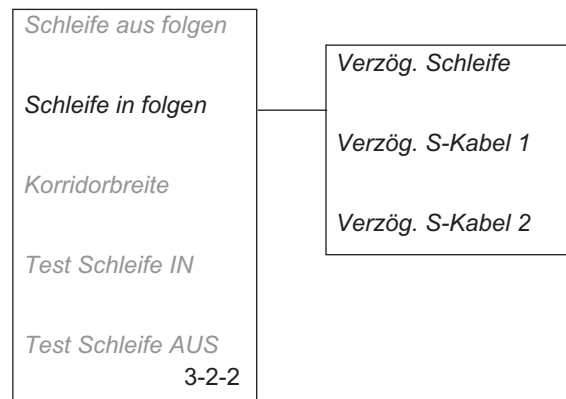 Schleife aus folgen
Schleife in folgen
Korridorbreite
Test Schleife IN
Test Schleife AUS
3-2-2
Verzög. Schleife
Verzög. S-Kabel 1
Verzög. S-Kabel 2